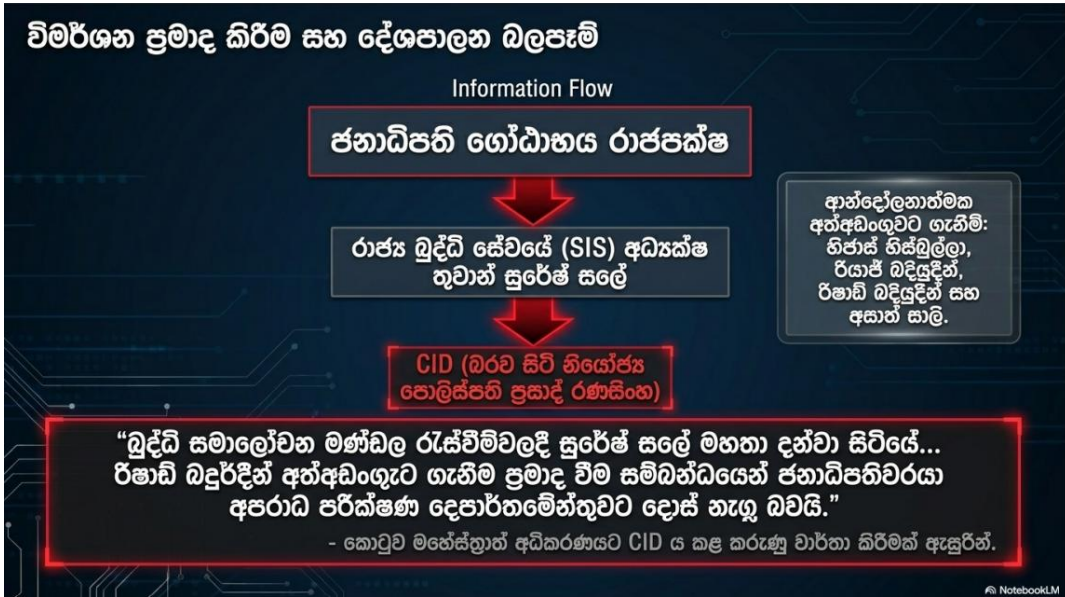 විමර්ශන ප්‍රමාද කිරීම සහ දේශපාලන බලපෑම්
Information Flow
ජනාධිපති ගෝඨාභය රාජපක්ෂ
රාජ්‍ය බුද්ධි සේවයේ (SIS) අධ්‍යක්ෂ
තුවාන් සුරේෂ් සලේ
ආන්දෝලනාත්මක
අත්අඩංගුවට ගැනීම්:
හිජාස් හිස්බුල්ලා,
රියාජ් බදියුදීන්,
රිෂාඩ් බදියුදින් සහ
අසාත් සාලි.
CID (බරව සිටි නියෝජ්‍ය
පොලිස්පති ප්‍රසාද් රණසිංහ)
“බුද්ධි සමාලෝචන මණ්ඩල රැස්වීම්වලදී සුරේෂ් සලේ මහතා දන්වා සිටියේ...
රිෂාඩ් බදුර්දීන් අත්අඩංගුැට ගැනීම ප්‍රමාද වීම සම්බන්ධයෙන් ජනාධිපතිවරයා
අපරාධ පරීක්ෂණ දෙපාර්තමේන්තුවට දොස් නැගූ බවයි.”
- කොටුව මහේස්ත්‍රාත් අධිකරණයට CID ය කළ කරුණු වාර්තා කිරීමක් ඇසුරින්.
NotebookLM